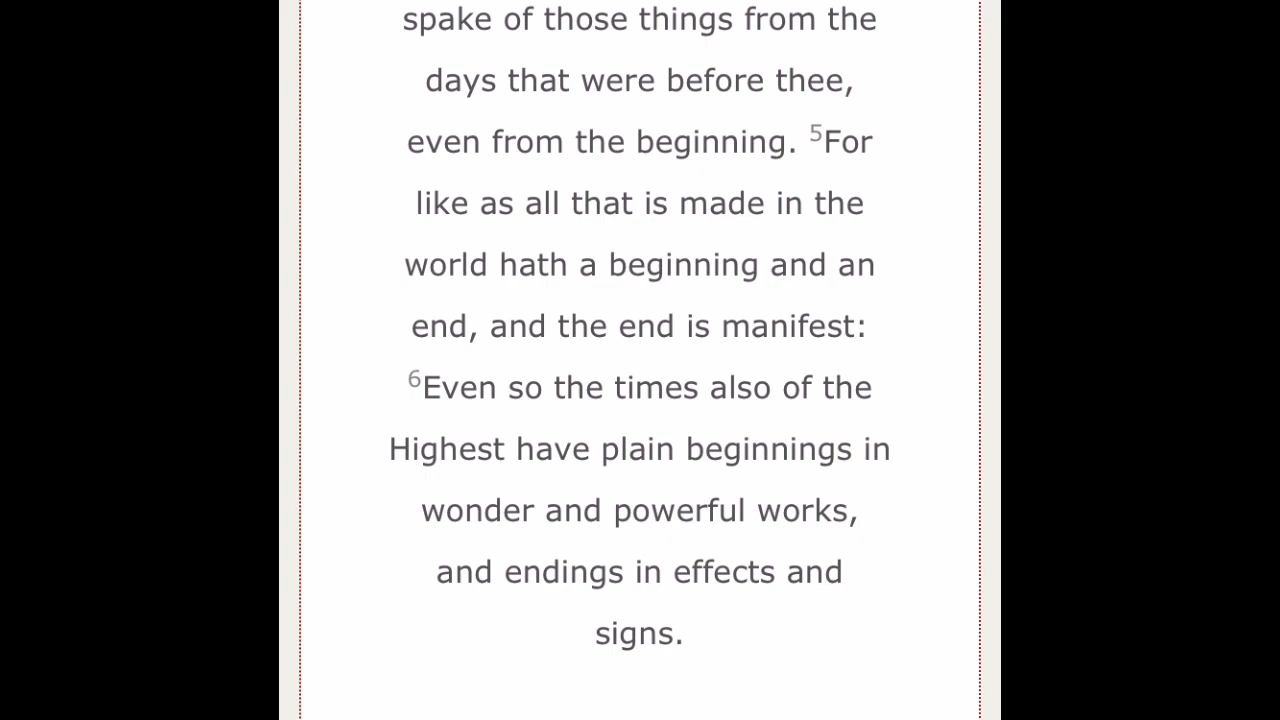 spake of those things from the
days that were before thee,
even from the beginning. 5For
like as all that is made in the
world hath a beginning and an
end, and the end is manifest:
6Even so the times also of the
Highest have plain beginnings in
wonder and powerful works,
and endings in effects and
signs.